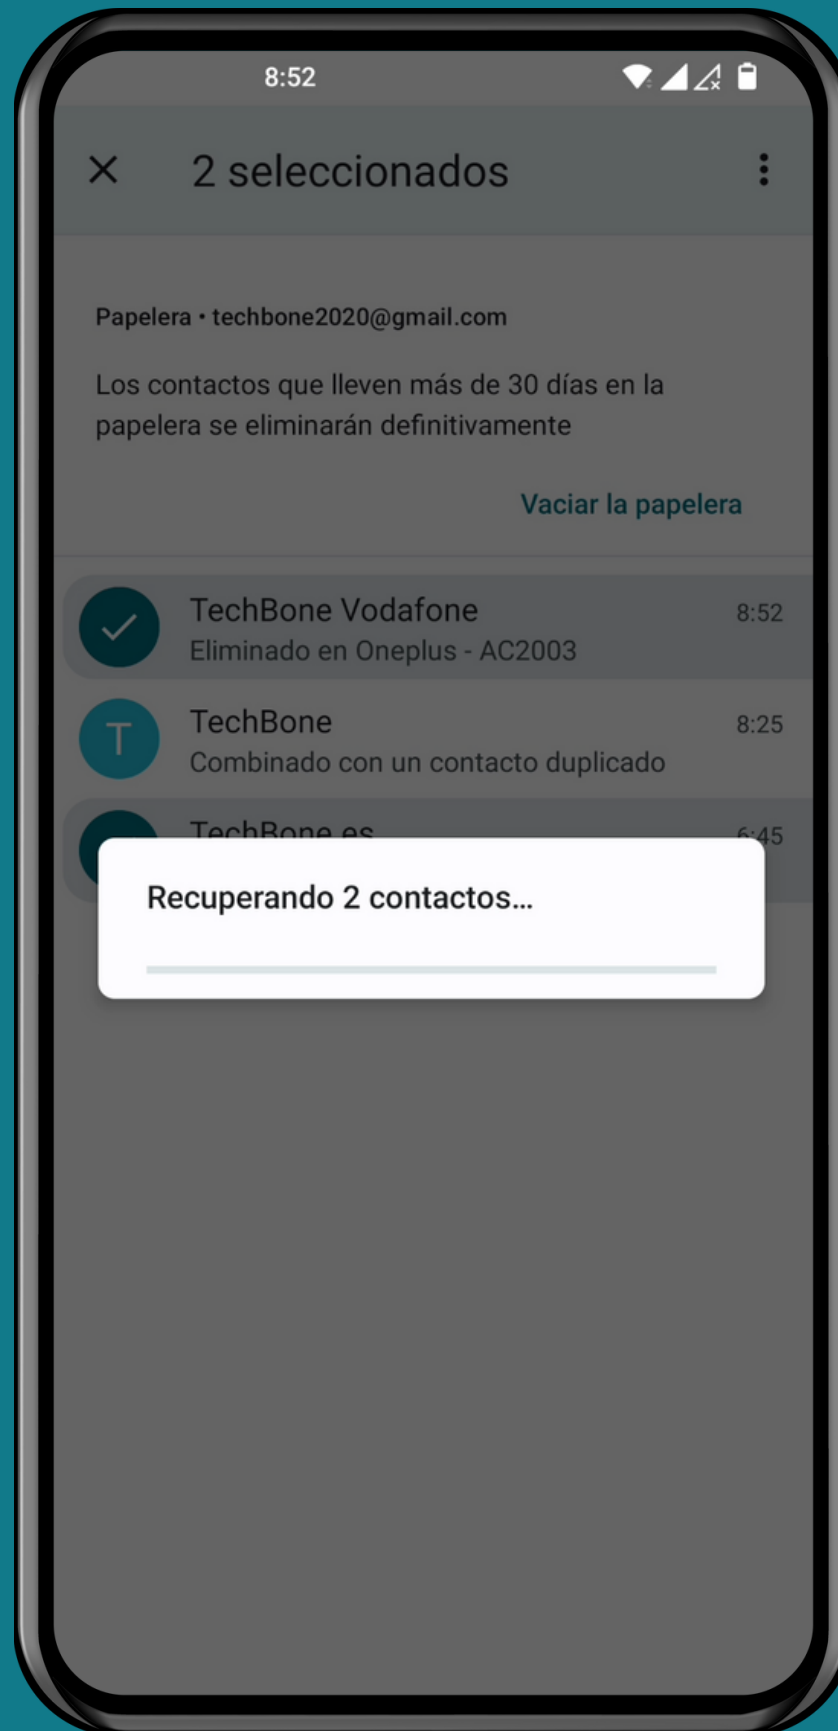 8:52
2 seleccionados
Papelera • techbone2020@gmail.com
Los contactos que lleven más de 30 días en la
papelera se eliminarán definitivamente
Vaciar la papelera
TechBone Vodafone 8:52
Eliminado en Oneplus - AC2003
T TechBone 8:25
Combinado con un contacto duplicado
TechBone es 6:45
Recuperando 2 contactos...